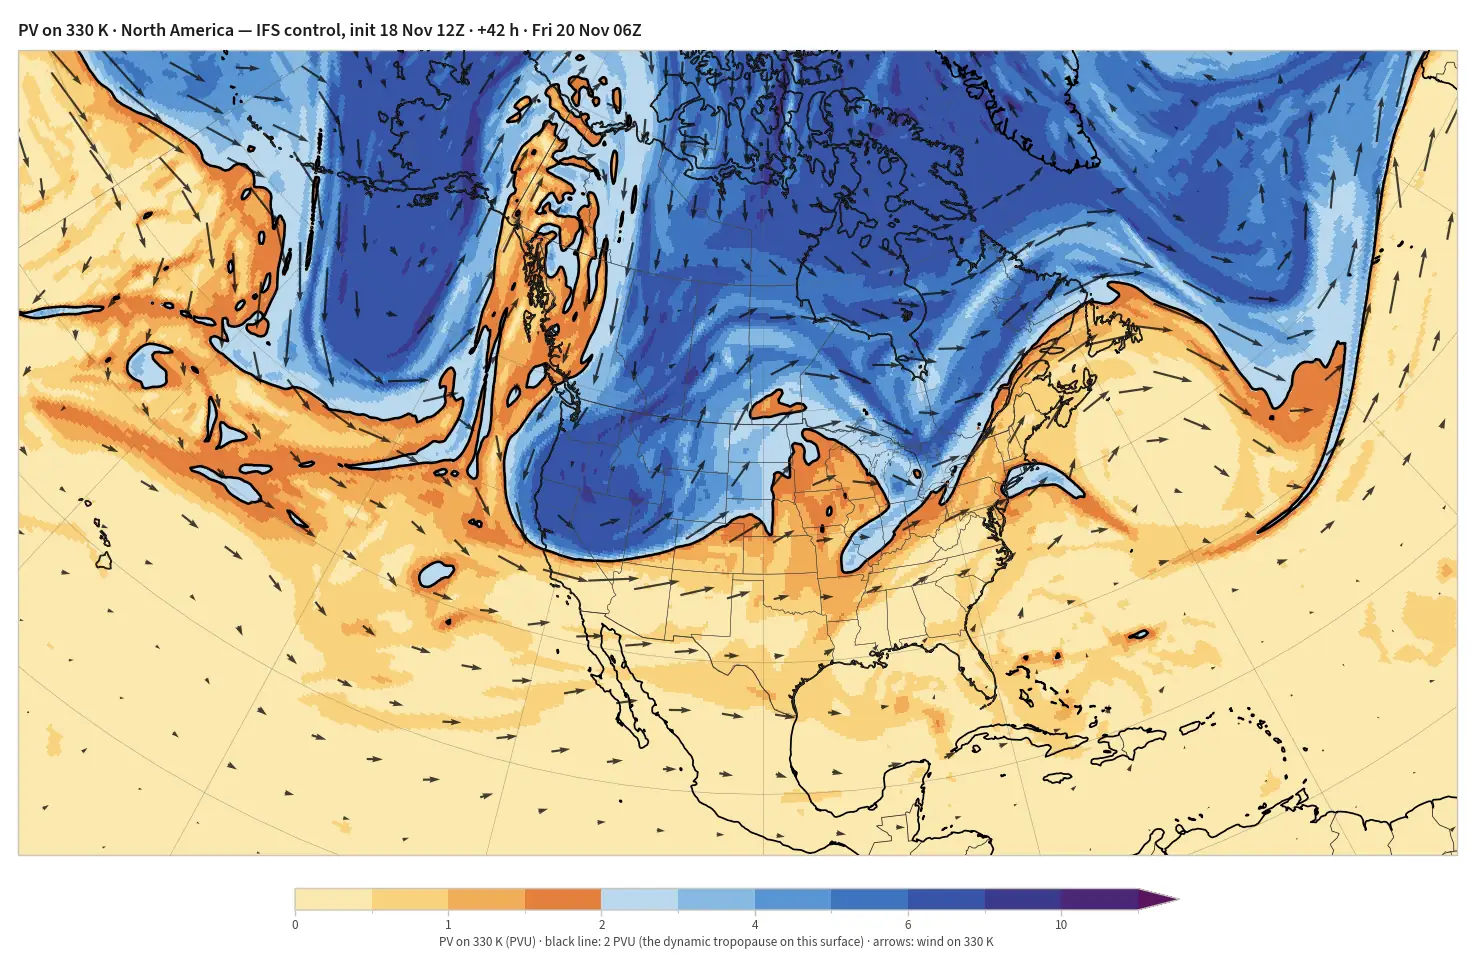 PV on 330 K · North America — IFS control, init 18 Nov 12Z · +42 h · Fri 20 Nov 06Z
0 1 2 4 6 10
PV on 330 K (PVU) · black line: 2 PVU (the dynamic tropopause on this surface) · arrows: wind on 330 K